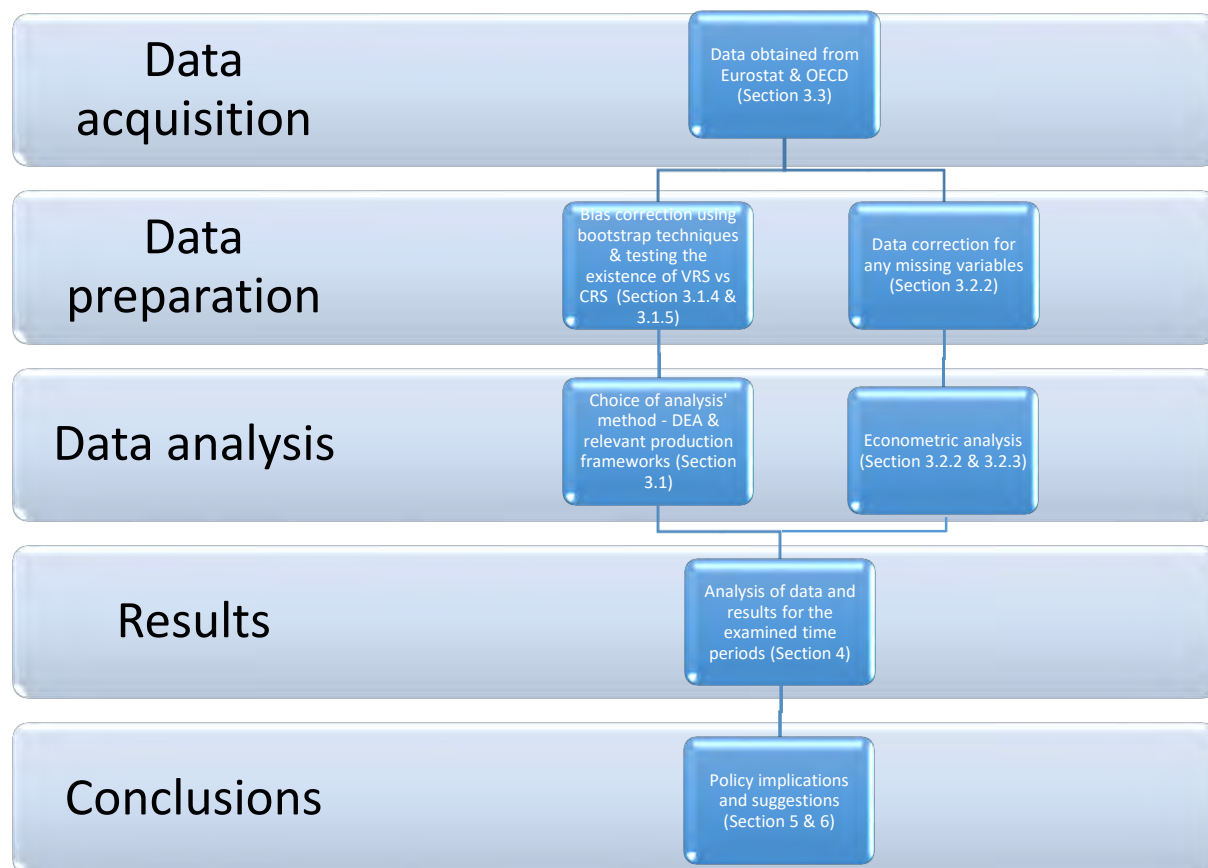 Data
acquisition
Data obtained from
Eurostat & OECD
(Section 3.3)
Data
preparation
Bias correction using
bootstrap techniques
& testing the
existence of VRS vs
CRS (Section 3.1.4 &
3.1.5)
Data correction for
any missing variables
(Section 3.2.2)
Data analysis
Choice of analysis'
method - DEA &
relevant production
frameworks (Section
3.1)
Econometric analysis
(Section 3.2.2 & 3.2.3)
Results
Analysis of data and
results for the
examined time
periods (Section 4)
Conclusions
Policy implications
and suggestions
(Section 5 & 6)